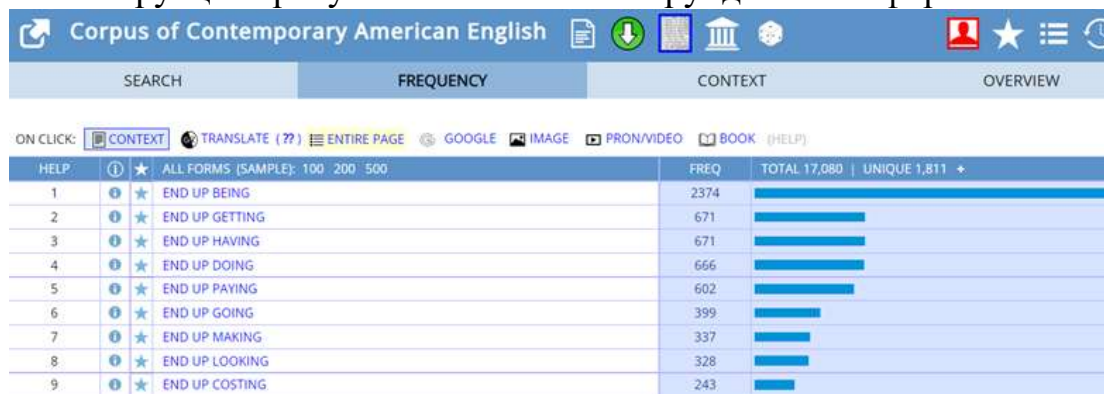 Corpus of Contemporary American English
SEARCH FREQUENCY CONTEXT OVERVIEW
ON CLICK: CONTEXT TRANSLATE (??) ENTIRE PAGE GOOGLE IMAGE PRON/VIDEO BOOK (HELP)
HELP ALL FORMS (SAMPLE): 100 200 500 FREQ TOTAL 17,080 | UNIQUE 1,811 +
1 END UP BEING 2374
2 END UP GETTING 671
3 END UP HAVING 671
4 END UP DOING 666
5 END UP PAYING 602
6 END UP GOING 399
7 END UP MAKING 337
8 END UP LOOKING 328
9 END UP COSTING 243